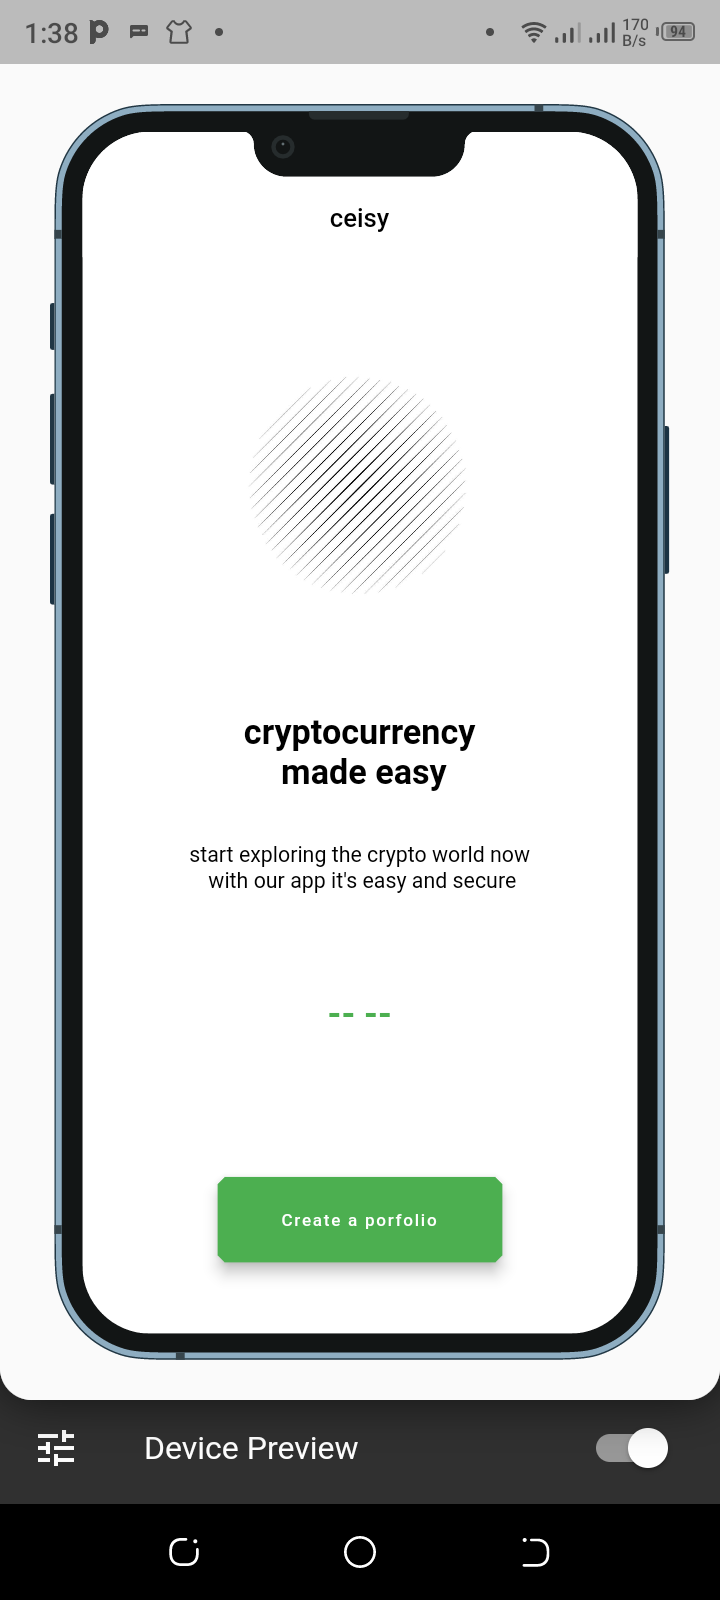 1:38
170
B/s
94
ceisy
cryptocurrency
made easy
start exploring the crypto world now
with our app it's easy and secure
-- --
Create a porfolio
Device Preview